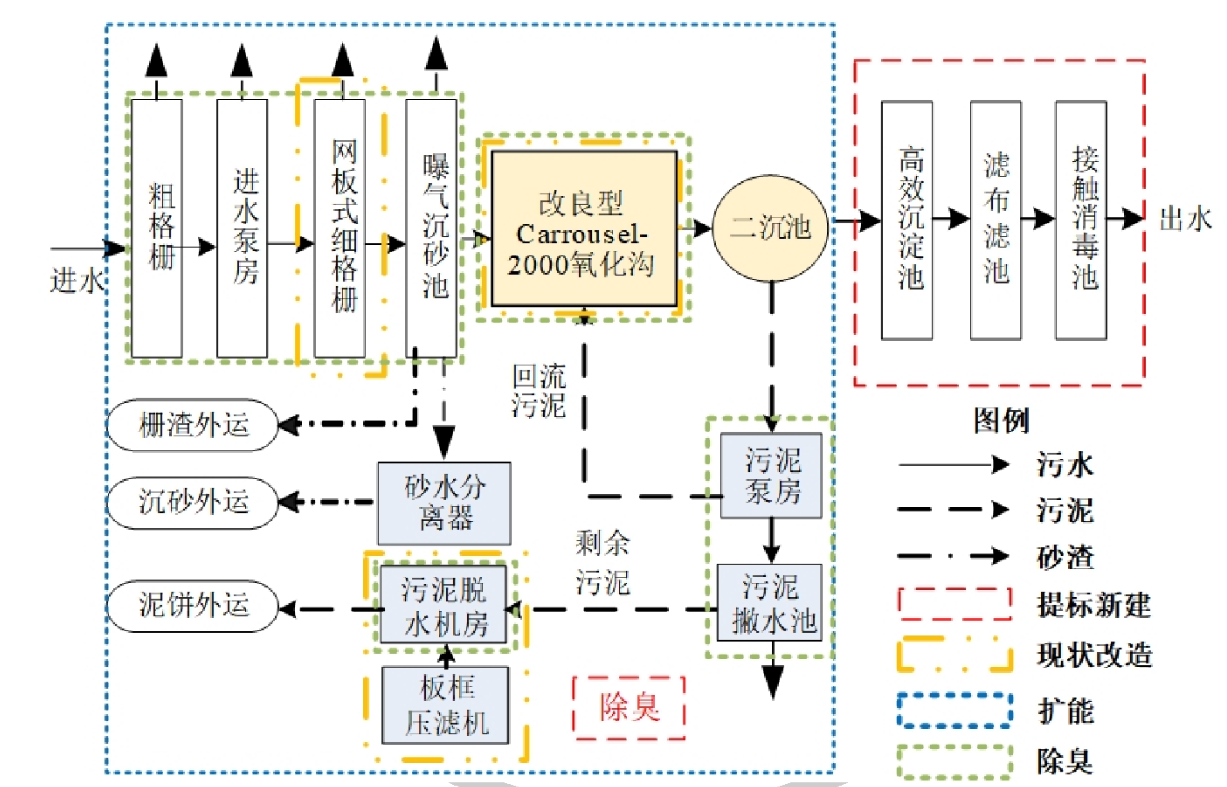 进水
粗格栅
进水泵房
网板式细格栅
曝气沉砂池
改良型
Carrousel-
2000氧化沟
二沉池
高效沉淀池
滤布滤池
接触消毒池
出水
回流
污泥
栅渣外运
沉砂外运
砂水分
离器
污泥
泵房
剩余
污泥
污泥
撇水池
泥饼外运
污泥脱
水机房
板框
压滤机
除臭
图例
污水
污泥
砂渣
提标新建
现状改造
扩能
除臭